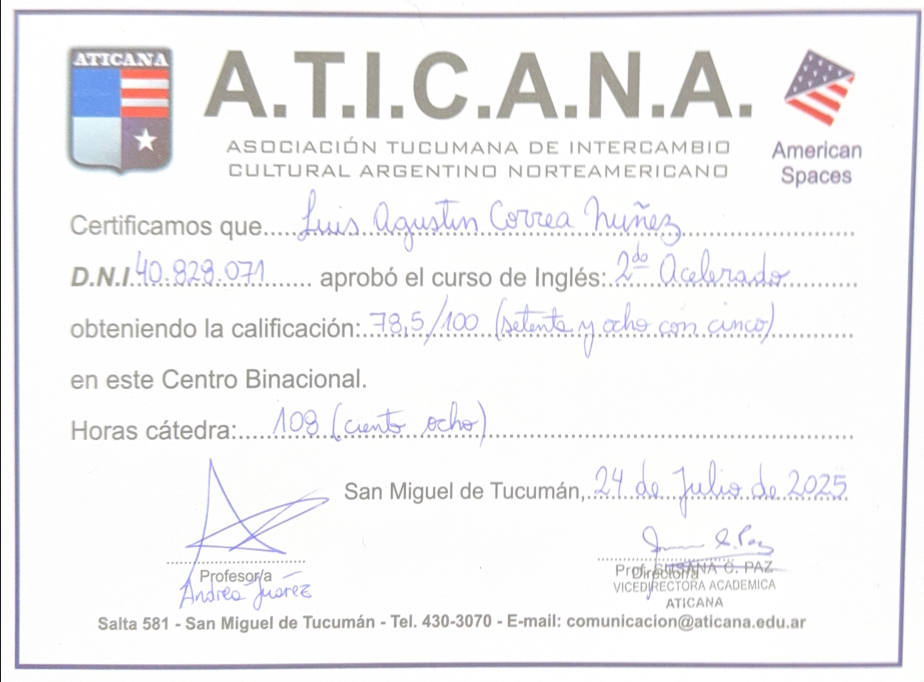 ATICANA
A.T.I.C.A.N.A.
ASOCIACIÓN TUCUMANA DE INTERCAMBIO
CULTURAL ARGENTINO NORTEAMERICANO
American
Spaces
Certificamos que....Luis Agustin Correa Nuñez
D.N.I.40.829.071 aprobó el curso de Inglés: 2do Acelerado
obteniendo la calificación: 78,5/100 (setenta y ocho con cinco)
en este Centro Binacional.
Horas cátedra: 108 (ciento ocho)
San Miguel de Tucumán, 24 de Julio de 2025
Profesor/a
Andrea Juárez
Prof. SUSANA C. PAZ
Director/a
VICEDIRECTORA ACADEMICA
ATICANA
Salta 581 - San Miguel de Tucumán - Tel. 430-3070 - E-mail: comunicacion@aticana.edu.ar